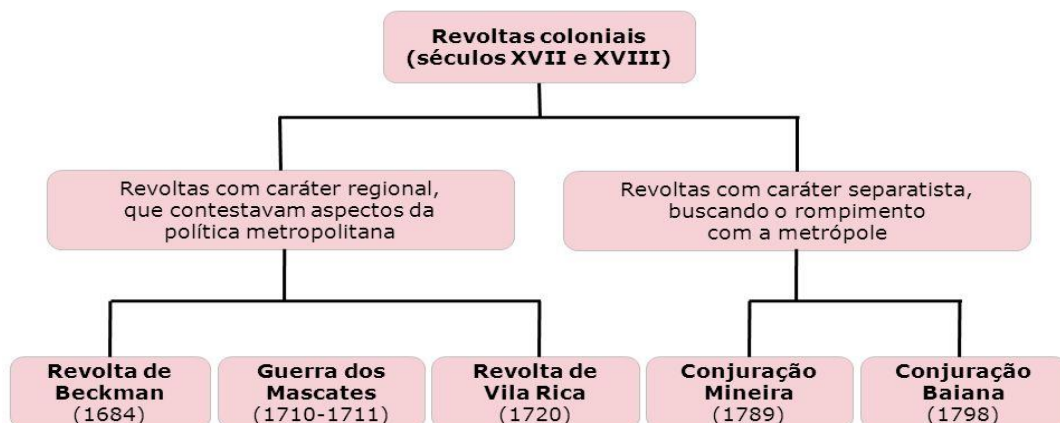 Revoltas coloniais
(séculos XVII e XVIII)
Revoltas com caráter regional,
que contestavam aspectos da
política metropolitana
Revoltas com caráter separatista,
buscando o rompimento
com a metrópole
Revolta de
Beckman
(1684)
Guerra dos
Mascates
(1710-1711)
Revolta de
Vila Rica
(1720)
Conjuração
Mineira
(1789)
Conjuração
Baiana
(1798)